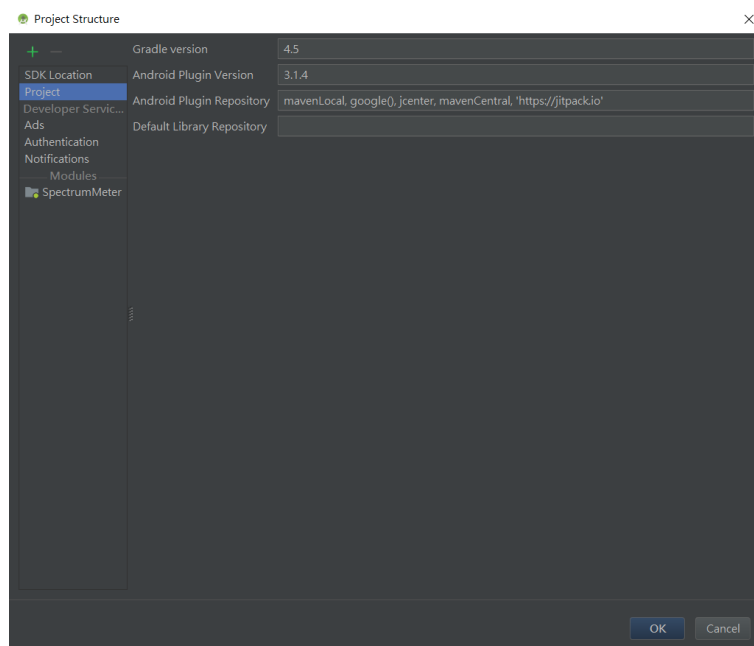 Project Structure
Gradle version
4.5
SDK Location
Android Plugin Version
3.1.4
Project
Android Plugin Repository
mavenLocal, google(), jcenter, mavenCentral, 'https://jitpack.io'
Developer Servic...
Ads
Default Library Repository
Authentication
Notifications
Modules
SpectrumMeter
OK
Cancel